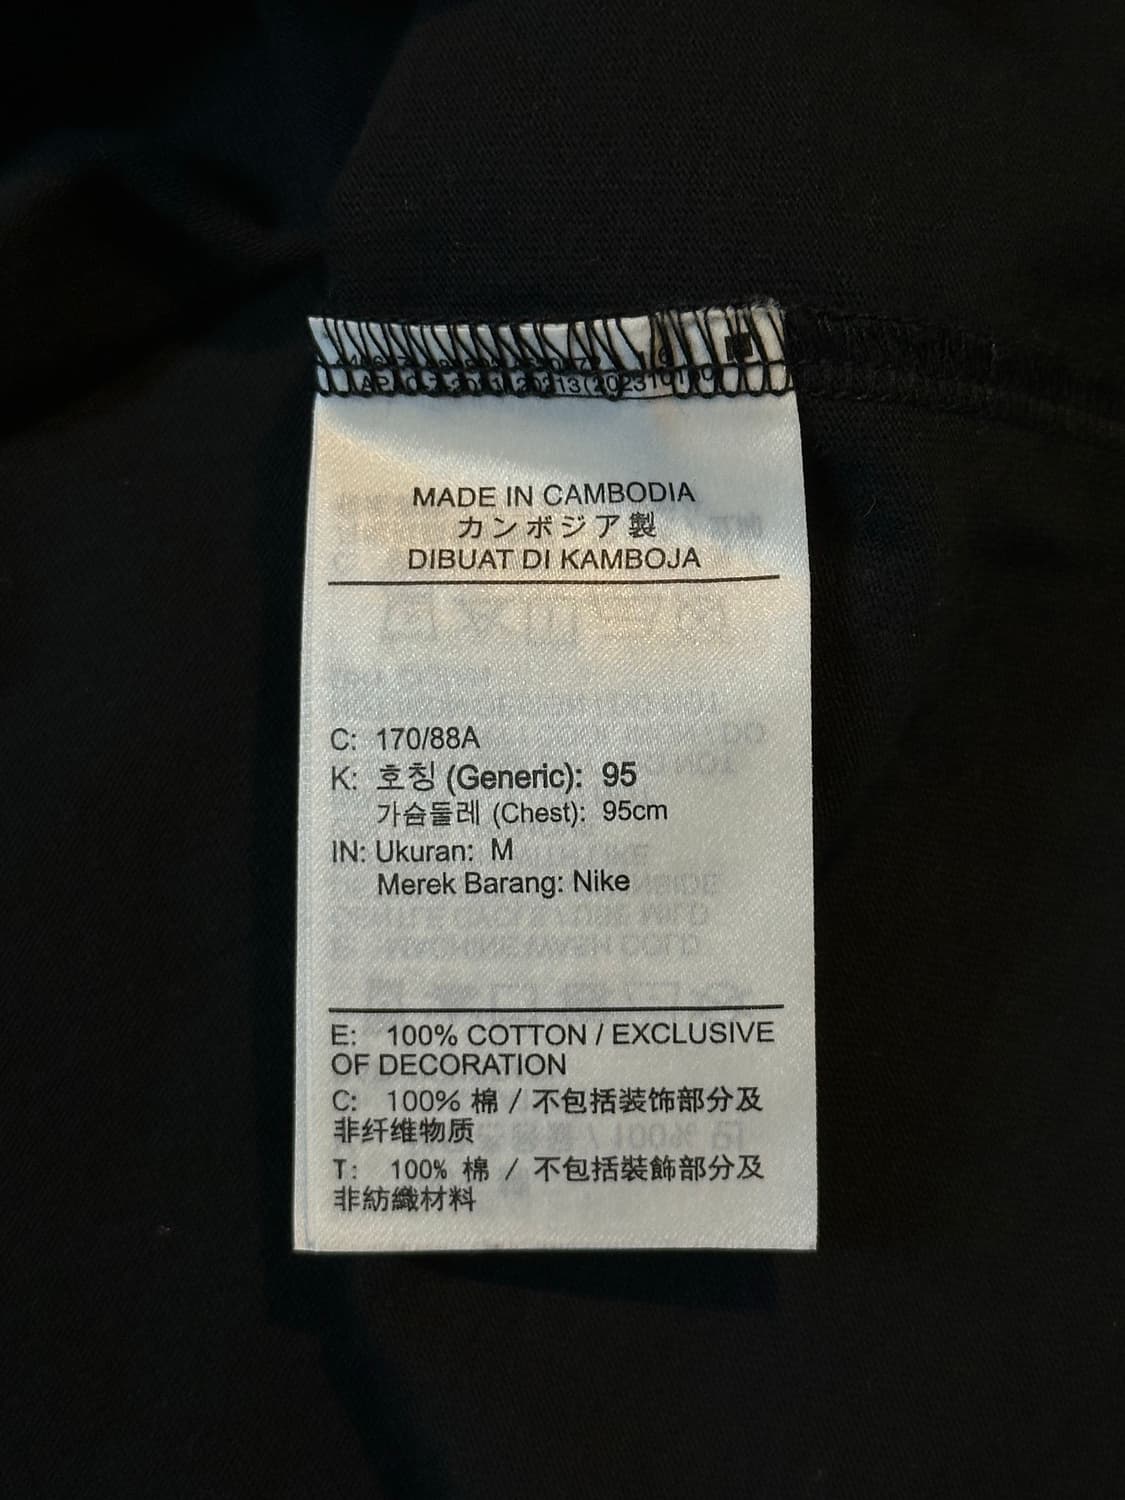 MADE IN CAMBODIA
カンボジア製
DIBUAT DI KAMBOJA
C: 170/88A
K: 호칭 (Generic): 95
가슴둘레 (Chest): 95cm
IN: Ukuran: M
Merek Barang: Nike
E: 100% COTTON / EXCLUSIVE
OF DECORATION
C: 100% 棉 / 不包括装饰部分及
非纤维物质
T: 100% 棉 / 不包括裝飾部分及
非紡織材料